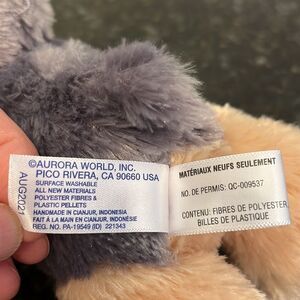 ©AURORA WORLD, INC.
PICO RIVERA, CA 90660 USA
SURFACE WASHABLE
ALL NEW MATERIALS
POLYESTER FIBRES &
PLASTIC PELLETS
HANDMADE IN CIANJUR, INDONESIA
FAIT À LA MAIN EN CIANJUR, INDONÉSIE
REG. NO. PA-19549 (ID) 221343
AUG2021
MATÉRIAUX NEUFS SEULEMENT
NO. DE PERMIS: QC-009537
CONTENU: FIBRES DE POLYESTER,
BILLES DE PLASTIQUE